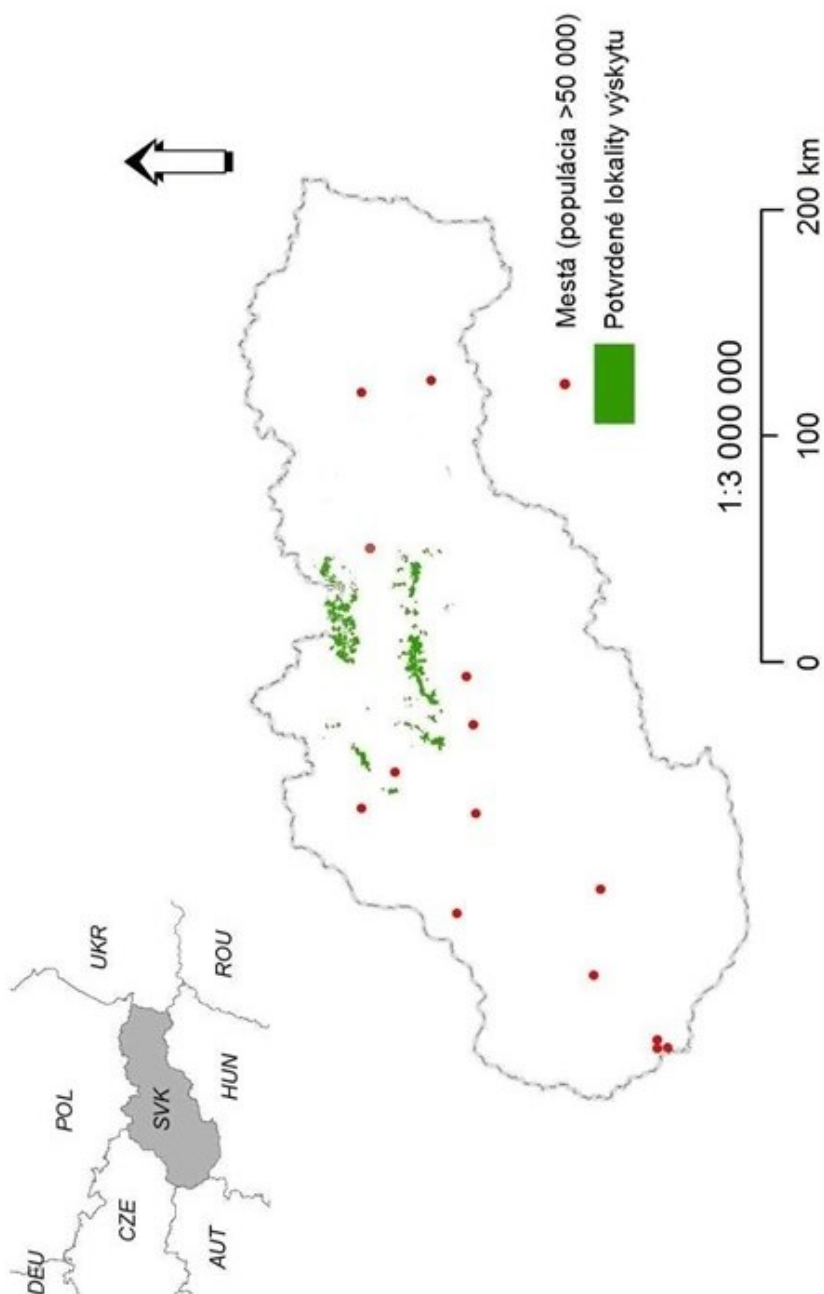 DEU
POL
UKR
CZE
SVK
AUT
HUN
ROU
Mestá (populácia >50 000)
Potvrdené lokality výskytu
1:3 000 000
0 100 200 km